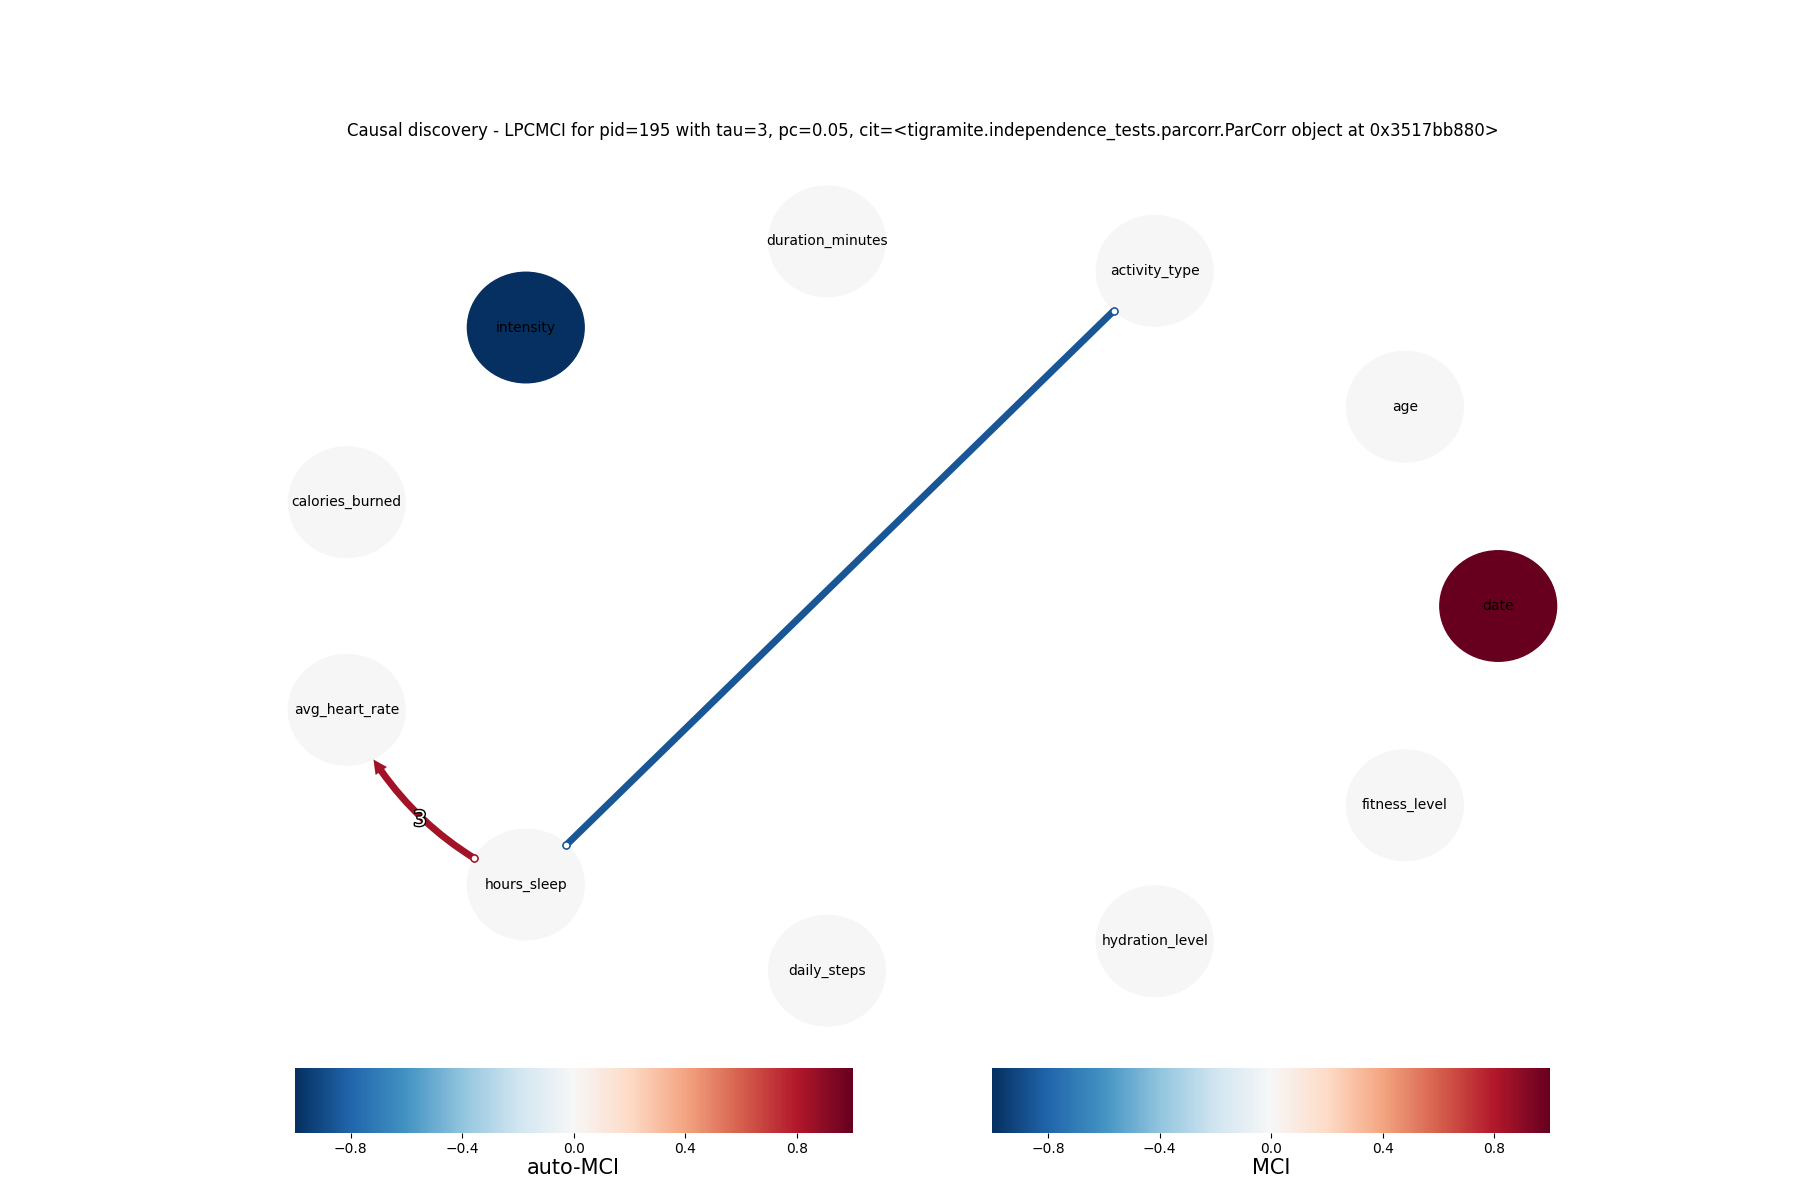 Causal discovery - LPCMCI for pid=195 with tau=3, pc=0.05, cit=<tigramite.independence_tests.parcorr.ParCorr object at 0x3517bb880>
duration_minutes
activity_type
intensity
age
calories_burned
date
avg_heart_rate
3
fitness_level
hours_sleep
hydration_level
daily_steps
−0.8 −0.4 0.0 0.4 0.8
auto-MCI
−0.8 −0.4 0.0 0.4 0.8
MCI